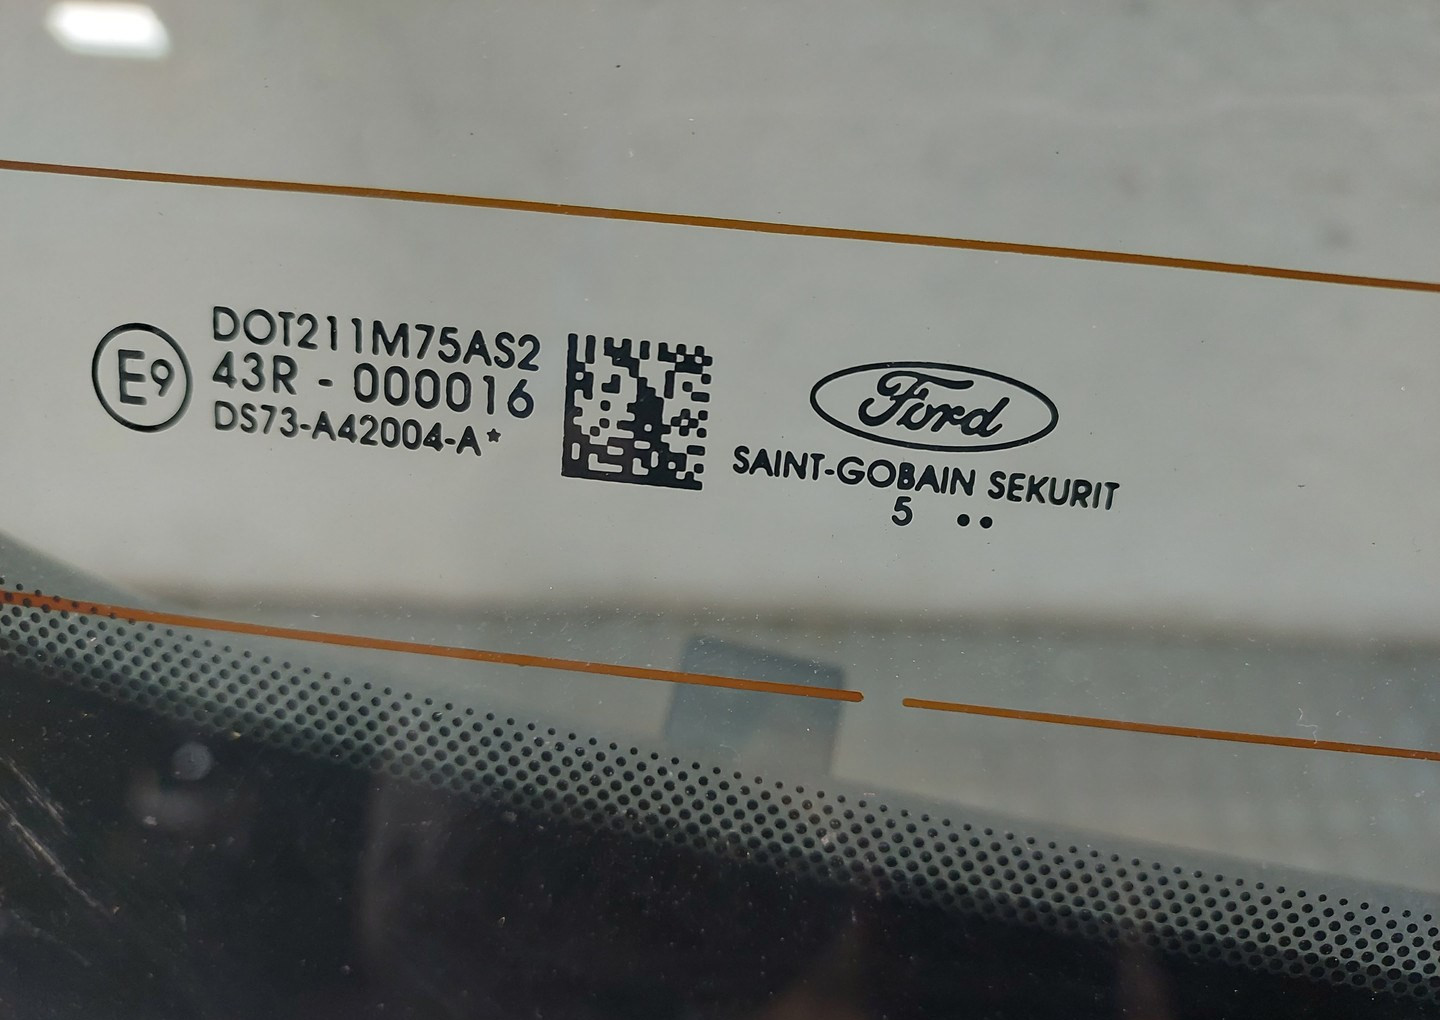 E9
DOT211M75AS2
43R - 000016
DS73-A42004-A*
Ford
SAINT-GOBAIN SEKURIT
5 ••